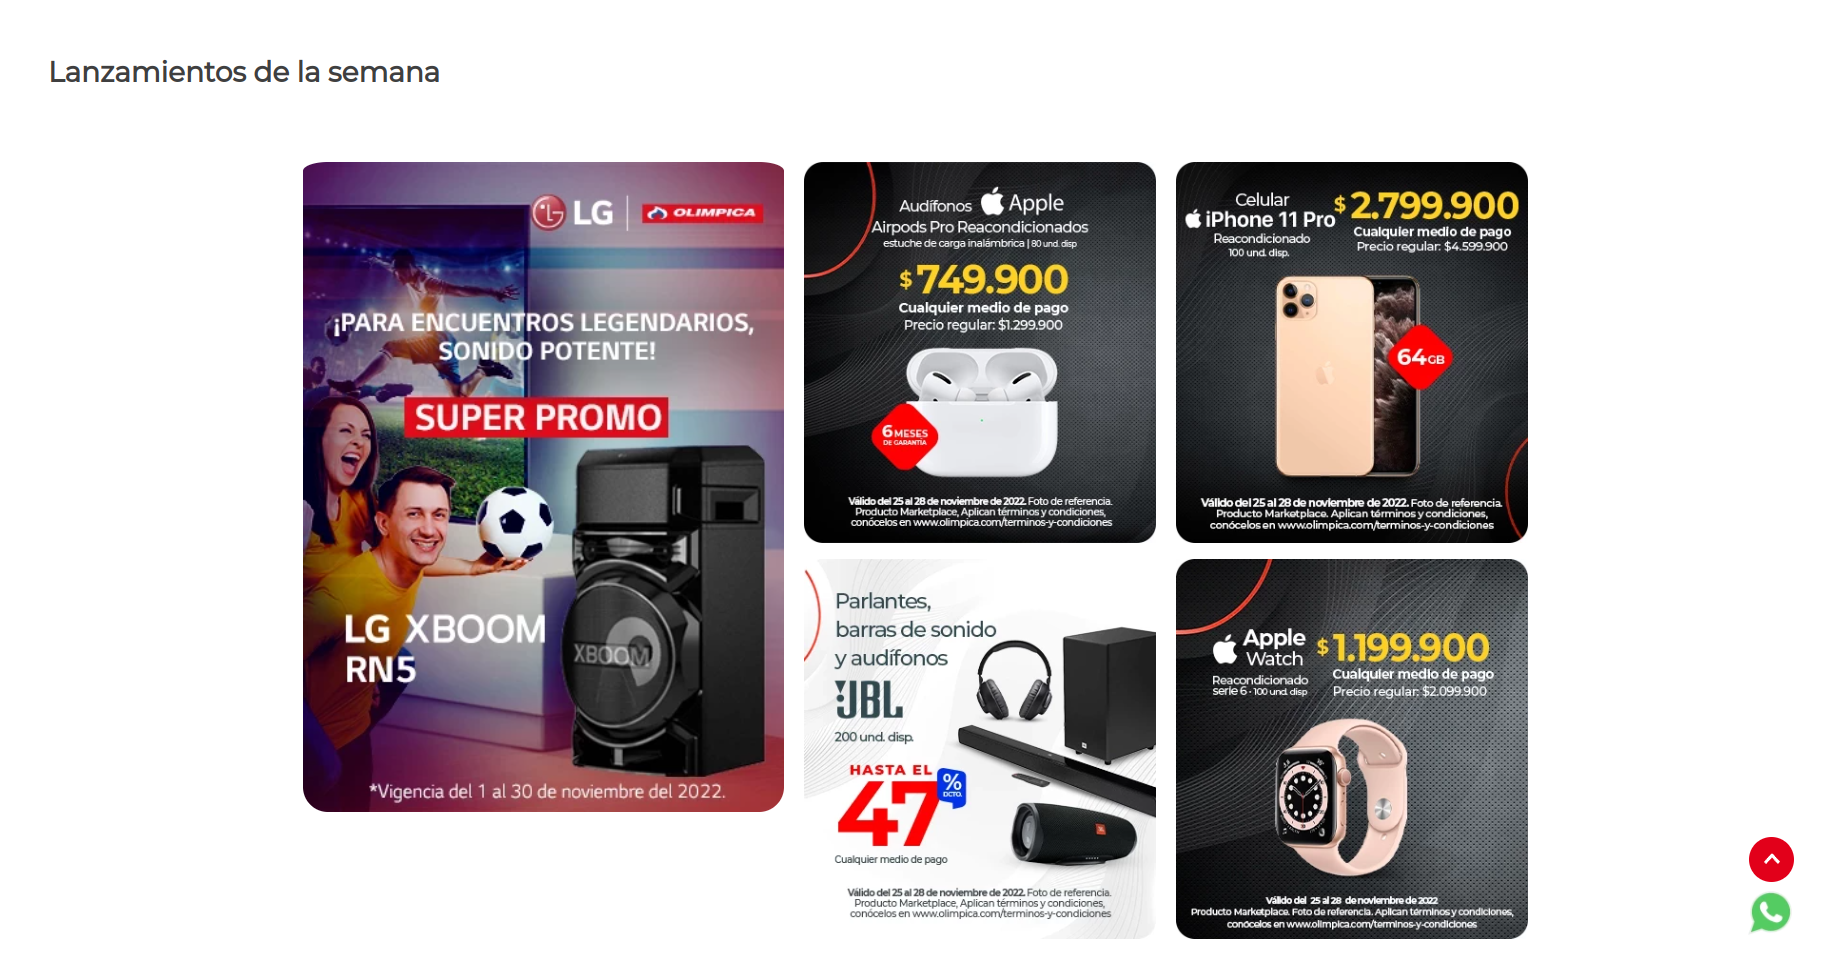 Lanzamientos de la semana
LG | OLIMPICA
¡PARA ENCUENTROS LEGENDARIOS,
SONIDO POTENTE!
SUPER PROMO
LG XBOOM
RN5
XBOOM
*Vigencia del 1 al 30 de noviembre del 2022.
Audífonos Apple
Airpods Pro Reacondicionados
estuche de carga inalámbrica | 80 und. disp
$ 749.900
Cualquier medio de pago
Precio regular: $1.299.900
6 MESES
DE GARANTÍA
Válido del 25 al 28 de noviembre de 2022. Foto de referencia.
Producto Marketplace, Aplican términos y condiciones,
conócelos en www.olimpica.com/terminos-y-condiciones
Celular
iPhone 11 Pro
Reacondicionado
100 und. disp.
$ 2.799.900
Cualquier medio de pago
Precio regular: $4.599.900
64 GB
Válido del 25 al 28 de noviembre de 2022. Foto de referencia.
Producto Marketplace. Aplican términos y condiciones,
conócelos en www.olimpica.com/terminos-y-condiciones
Parlantes,
barras de sonido
y audífonos
JBL
200 und. disp.
HASTA EL
47
%
DCTO.
Cualquier medio de pago
Válido del 25 al 28 de noviembre de 2022. Foto de referencia.
Producto Marketplace, Aplican términos y condiciones,
conócelos en www.olimpica.com/terminos-y-condiciones
Apple
Watch
Reacondicionado
serie 6 - 100 und. disp
$ 1.199.900
Cualquier medio de pago
Precio regular: $2.099.900
Válido del 25 al 28 de noviembre de 2022
Producto Marketplace. Foto de referencia. Aplican términos y condiciones,
conócelos en www.olimpica.com/terminos-y-condiciones